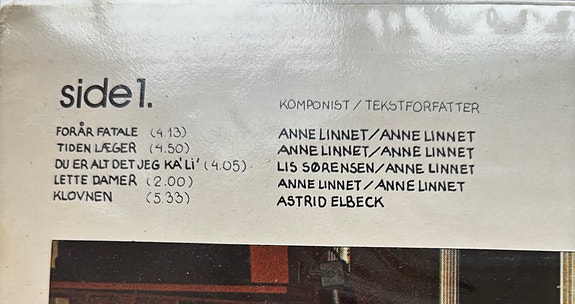 side 1.
KOMPONIST / TEKSTFORFATTER
FORÅR FATALE (4.13) ANNE LINNET/ANNE LINNET
TIDEN LÆGER (4.50) ANNE LINNET/ANNE LINNET
DU ER ALT DET JEG KA' LI' (4.05) LIS SØRENSEN/ANNE LINNET
LETTE DAMER (2.00) ANNE LINNET/ANNE LINNET
KLOVNEN (5.33) ASTRID ELBECK